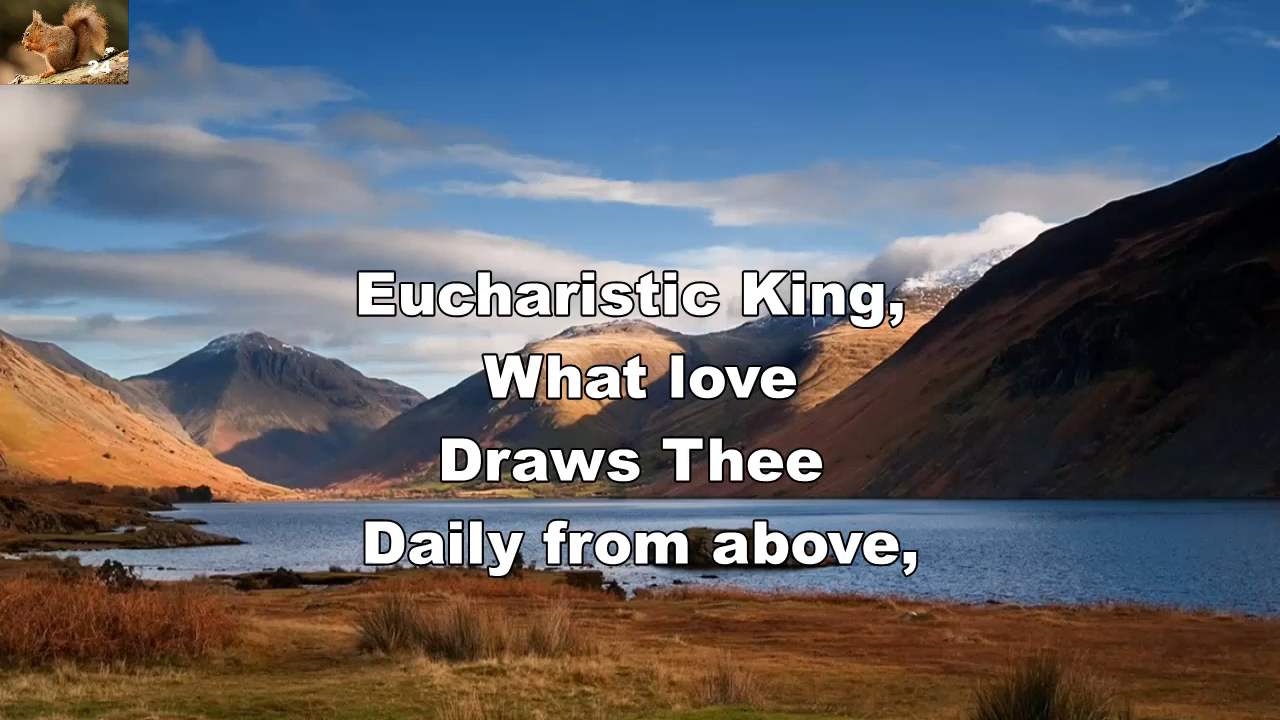 24
Eucharistic King,
What love
Draws Thee
Daily from above,